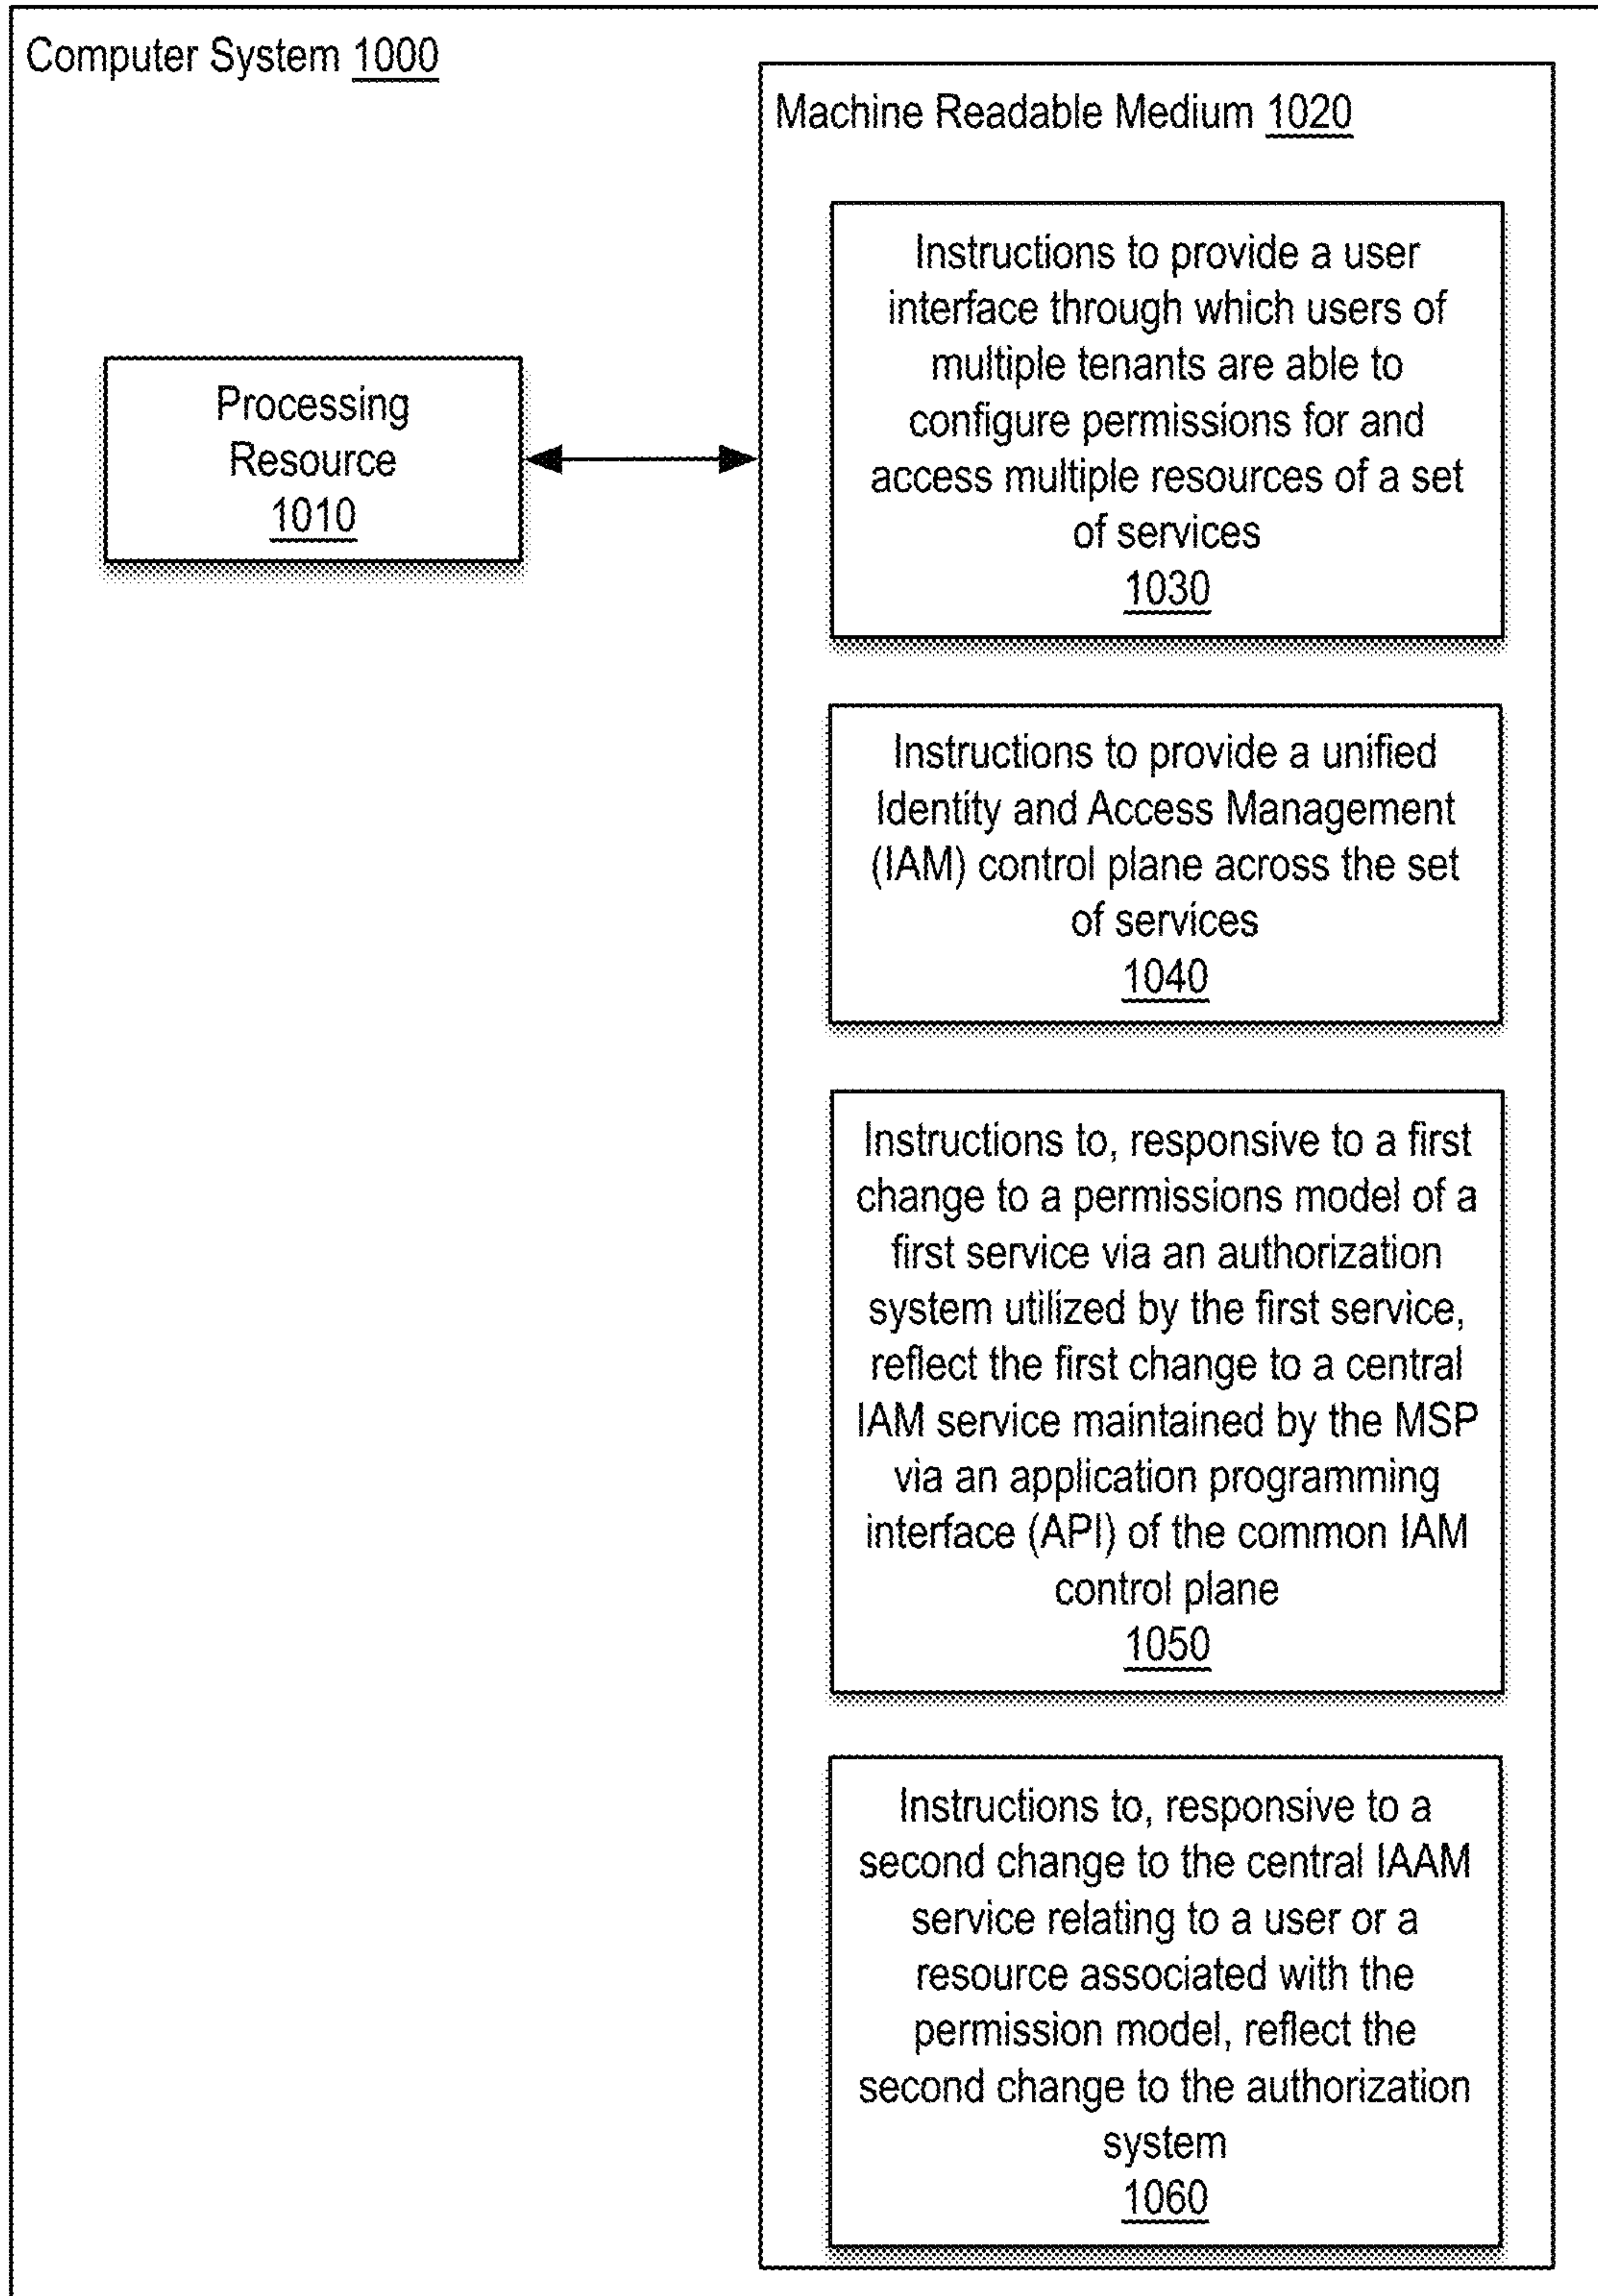 Computer System 1000
Machine Readable Medium 1020
Processing
Resource
1010
Instructions to provide a user
interface through which users of
multiple tenants are able to
configure permissions for and
access multiple resources of a set
of services
1030
Instructions to provide a unified
Identity and Access Management
(IAM) control plane across the set
of services
1040
Instructions to, responsive to a first
change to a permissions model of a
first service via an authorization
system utilized by the first service,
reflect the first change to a central
IAM service maintained by the MSP
via an application programming
interface (API) of the common IAM
control plane
1050
Instructions to, responsive to a
second change to the central IAAM
service relating to a user or a
resource associated with the
permission model, reflect the
second change to the authorization
system
1060